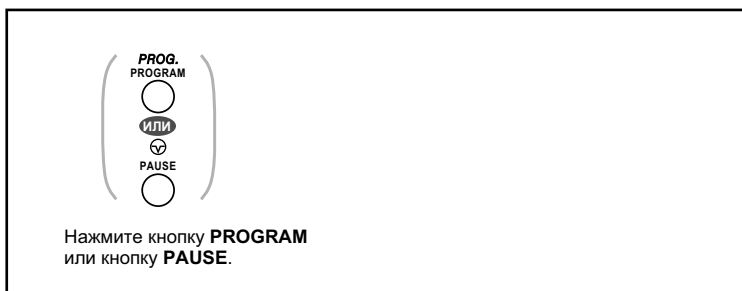 PROG.
PROGRAM
ИЛИ
PAUSE
Нажмите кнопку PROGRAM
или кнопку PAUSE.